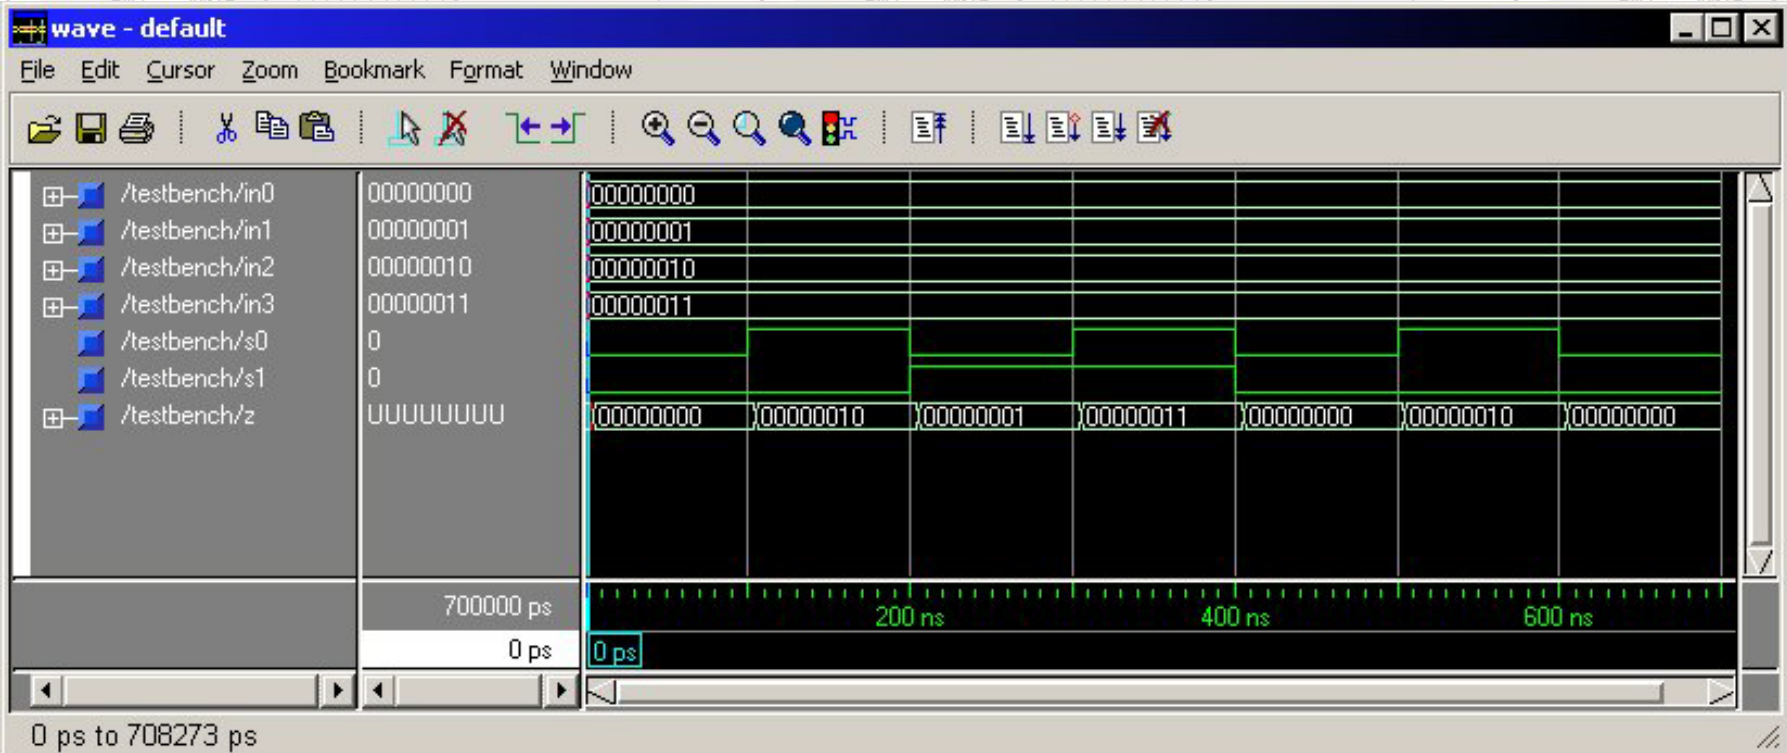 wave - default
File Edit Cursor Zoom Bookmark Format Window
/testbench/in0 00000000 00000000
/testbench/in1 00000001 00000001
/testbench/in2 00000010 00000010
/testbench/in3 00000011 00000011
/testbench/s0 0
/testbench/s1 0
/testbench/z UUUUUUUU 00000000 00000010 00000001 00000011 00000000 00000010 00000000
700000 ps 200 ns 400 ns 600 ns
0 ps 0 ps
0 ps to 708273 ps